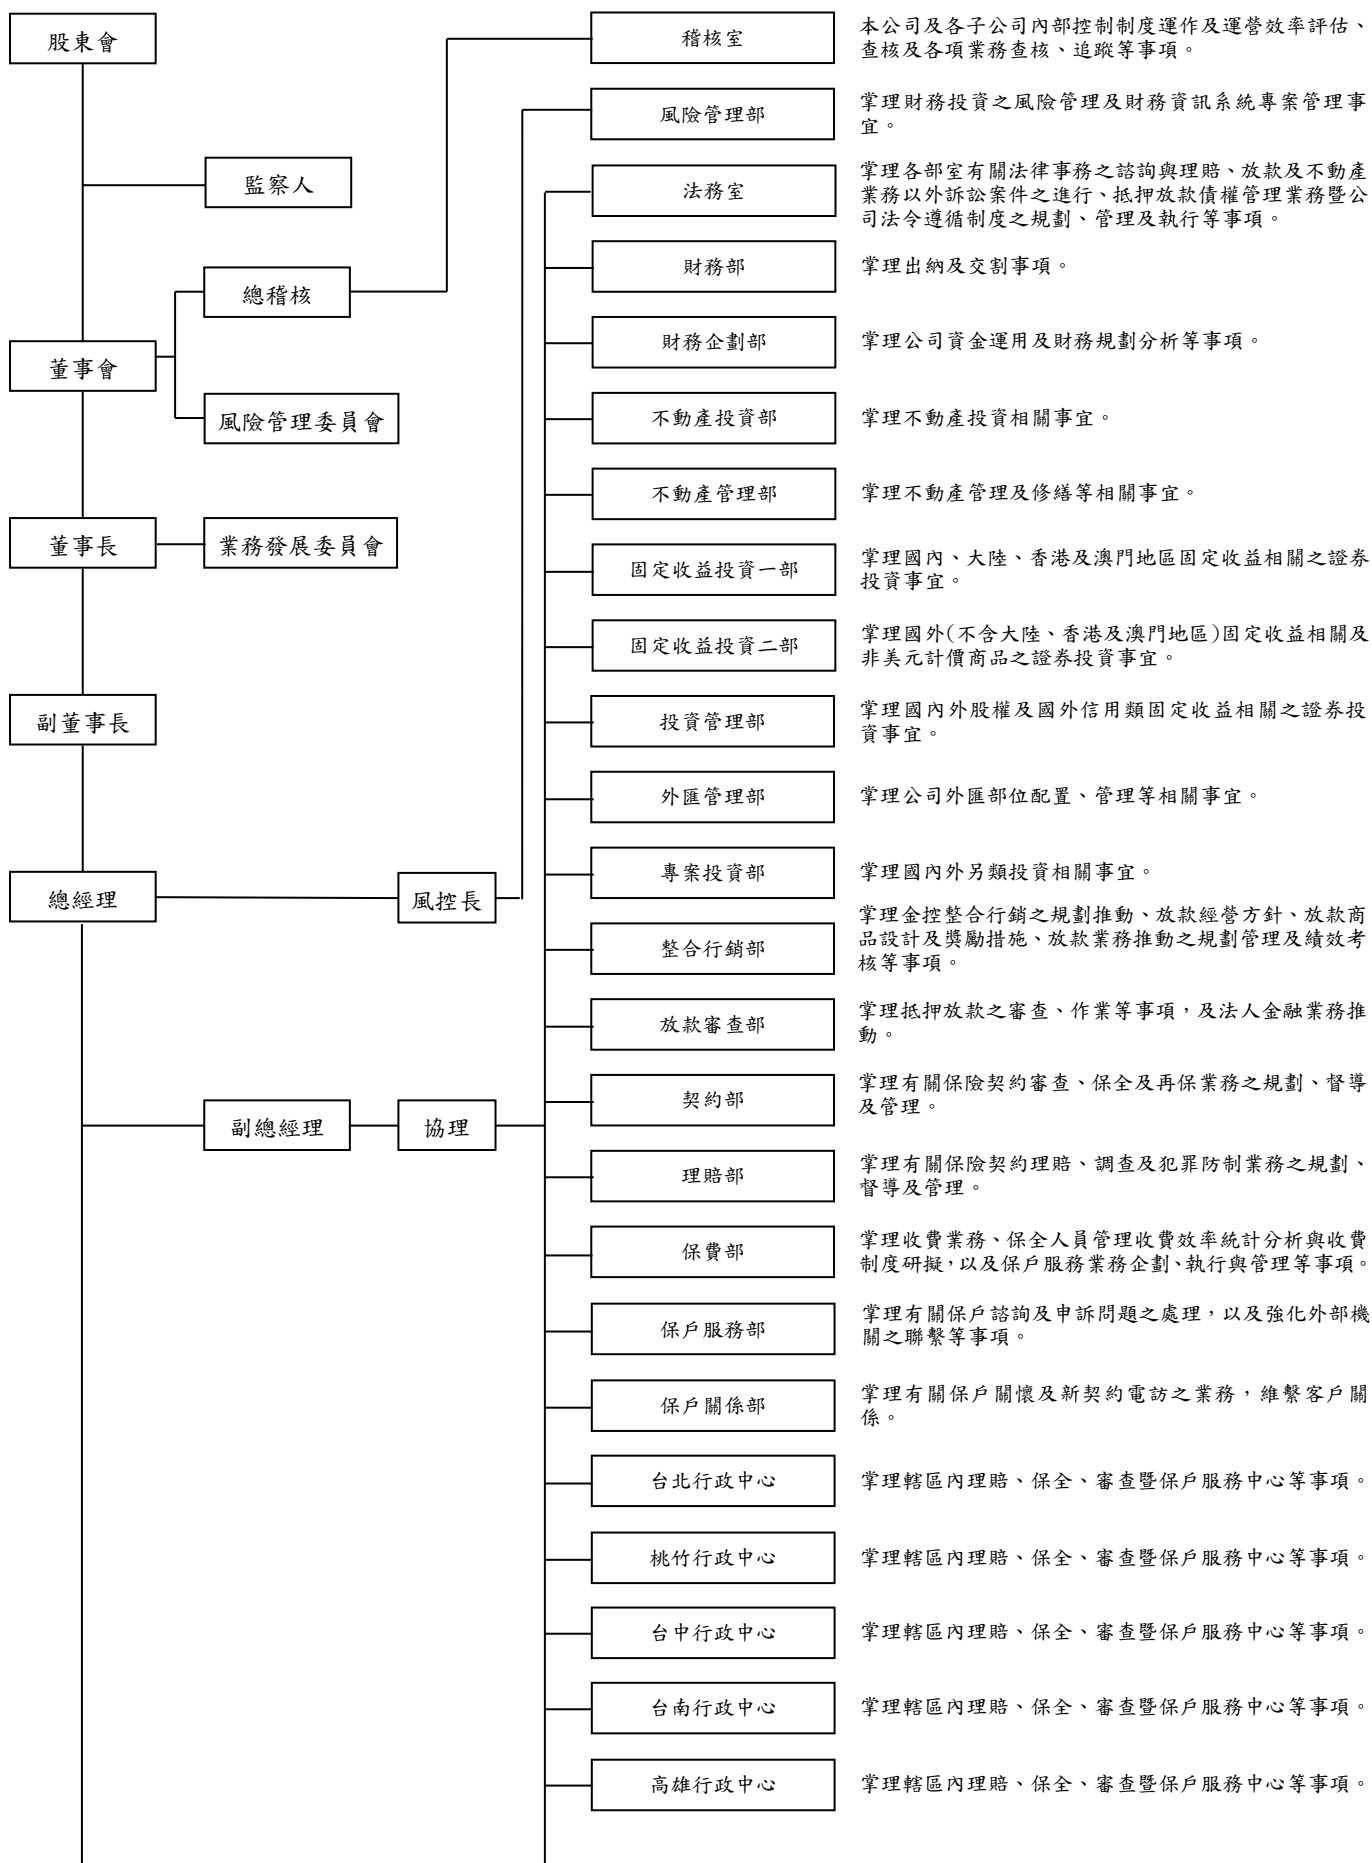 股東會
監察人
總稽核
董事會
風險管理委員會
董事長
業務發展委員會
副董事長
總經理
風控長
副總經理
協理
稽核室
本公司及各子公司內部控制制度運作及運營效率評估、
查核及各項業務查核、追蹤等事項。
風險管理部
掌理財務投資之風險管理及財務資訊系統專案管理事
宜。
法務室
掌理各部室有關法律事務之諮詢與理賠、放款及不動產
業務以外訴訟案件之進行、抵押放款債權管理業務暨公
司法令遵循制度之規劃、管理及執行等事項。
財務部
掌理出納及交割事項。
財務企劃部
掌理公司資金運用及財務規劃分析等事項。
不動產投資部
掌理不動產投資相關事宜。
不動產管理部
掌理不動產管理及修繕等相關事宜。
固定收益投資一部
掌理國內、大陸、香港及澳門地區固定收益相關之證券
投資事宜。
固定收益投資二部
掌理國外(不含大陸、香港及澳門地區)固定收益相關及
非美元計價商品之證券投資事宜。
投資管理部
掌理國內外股權及國外信用類固定收益相關之證券投
資事宜。
外匯管理部
掌理公司外匯部位配置、管理等相關事宜。
專案投資部
掌理國內外另類投資相關事宜。
整合行銷部
掌理金控整合行銷之規劃推動、放款經營方針、放款商
品設計及獎勵措施、放款業務推動之規劃管理及績效考
核等事項。
放款審查部
掌理抵押放款之審查、作業等事項，及法人金融業務推
動。
契約部
掌理有關保險契約審查、保全及再保業務之規劃、督導
及管理。
理賠部
掌理有關保險契約理賠、調查及犯罪防制業務之規劃、
督導及管理。
保費部
掌理收費業務、保全人員管理收費效率統計分析與收費
制度研擬，以及保戶服務業務企劃、執行與管理等事項。
保戶服務部
掌理有關保戶諮詢及申訴問題之處理，以及強化外部機
關之聯繫等事項。
保戶關係部
掌理有關保戶關懷及新契約電訪之業務，維繫客戶關
係。
台北行政中心
掌理轄區內理賠、保全、審查暨保戶服務中心等事項。
桃竹行政中心
掌理轄區內理賠、保全、審查暨保戶服務中心等事項。
台中行政中心
掌理轄區內理賠、保全、審查暨保戶服務中心等事項。
台南行政中心
掌理轄區內理賠、保全、審查暨保戶服務中心等事項。
高雄行政中心
掌理轄區內理賠、保全、審查暨保戶服務中心等事項。